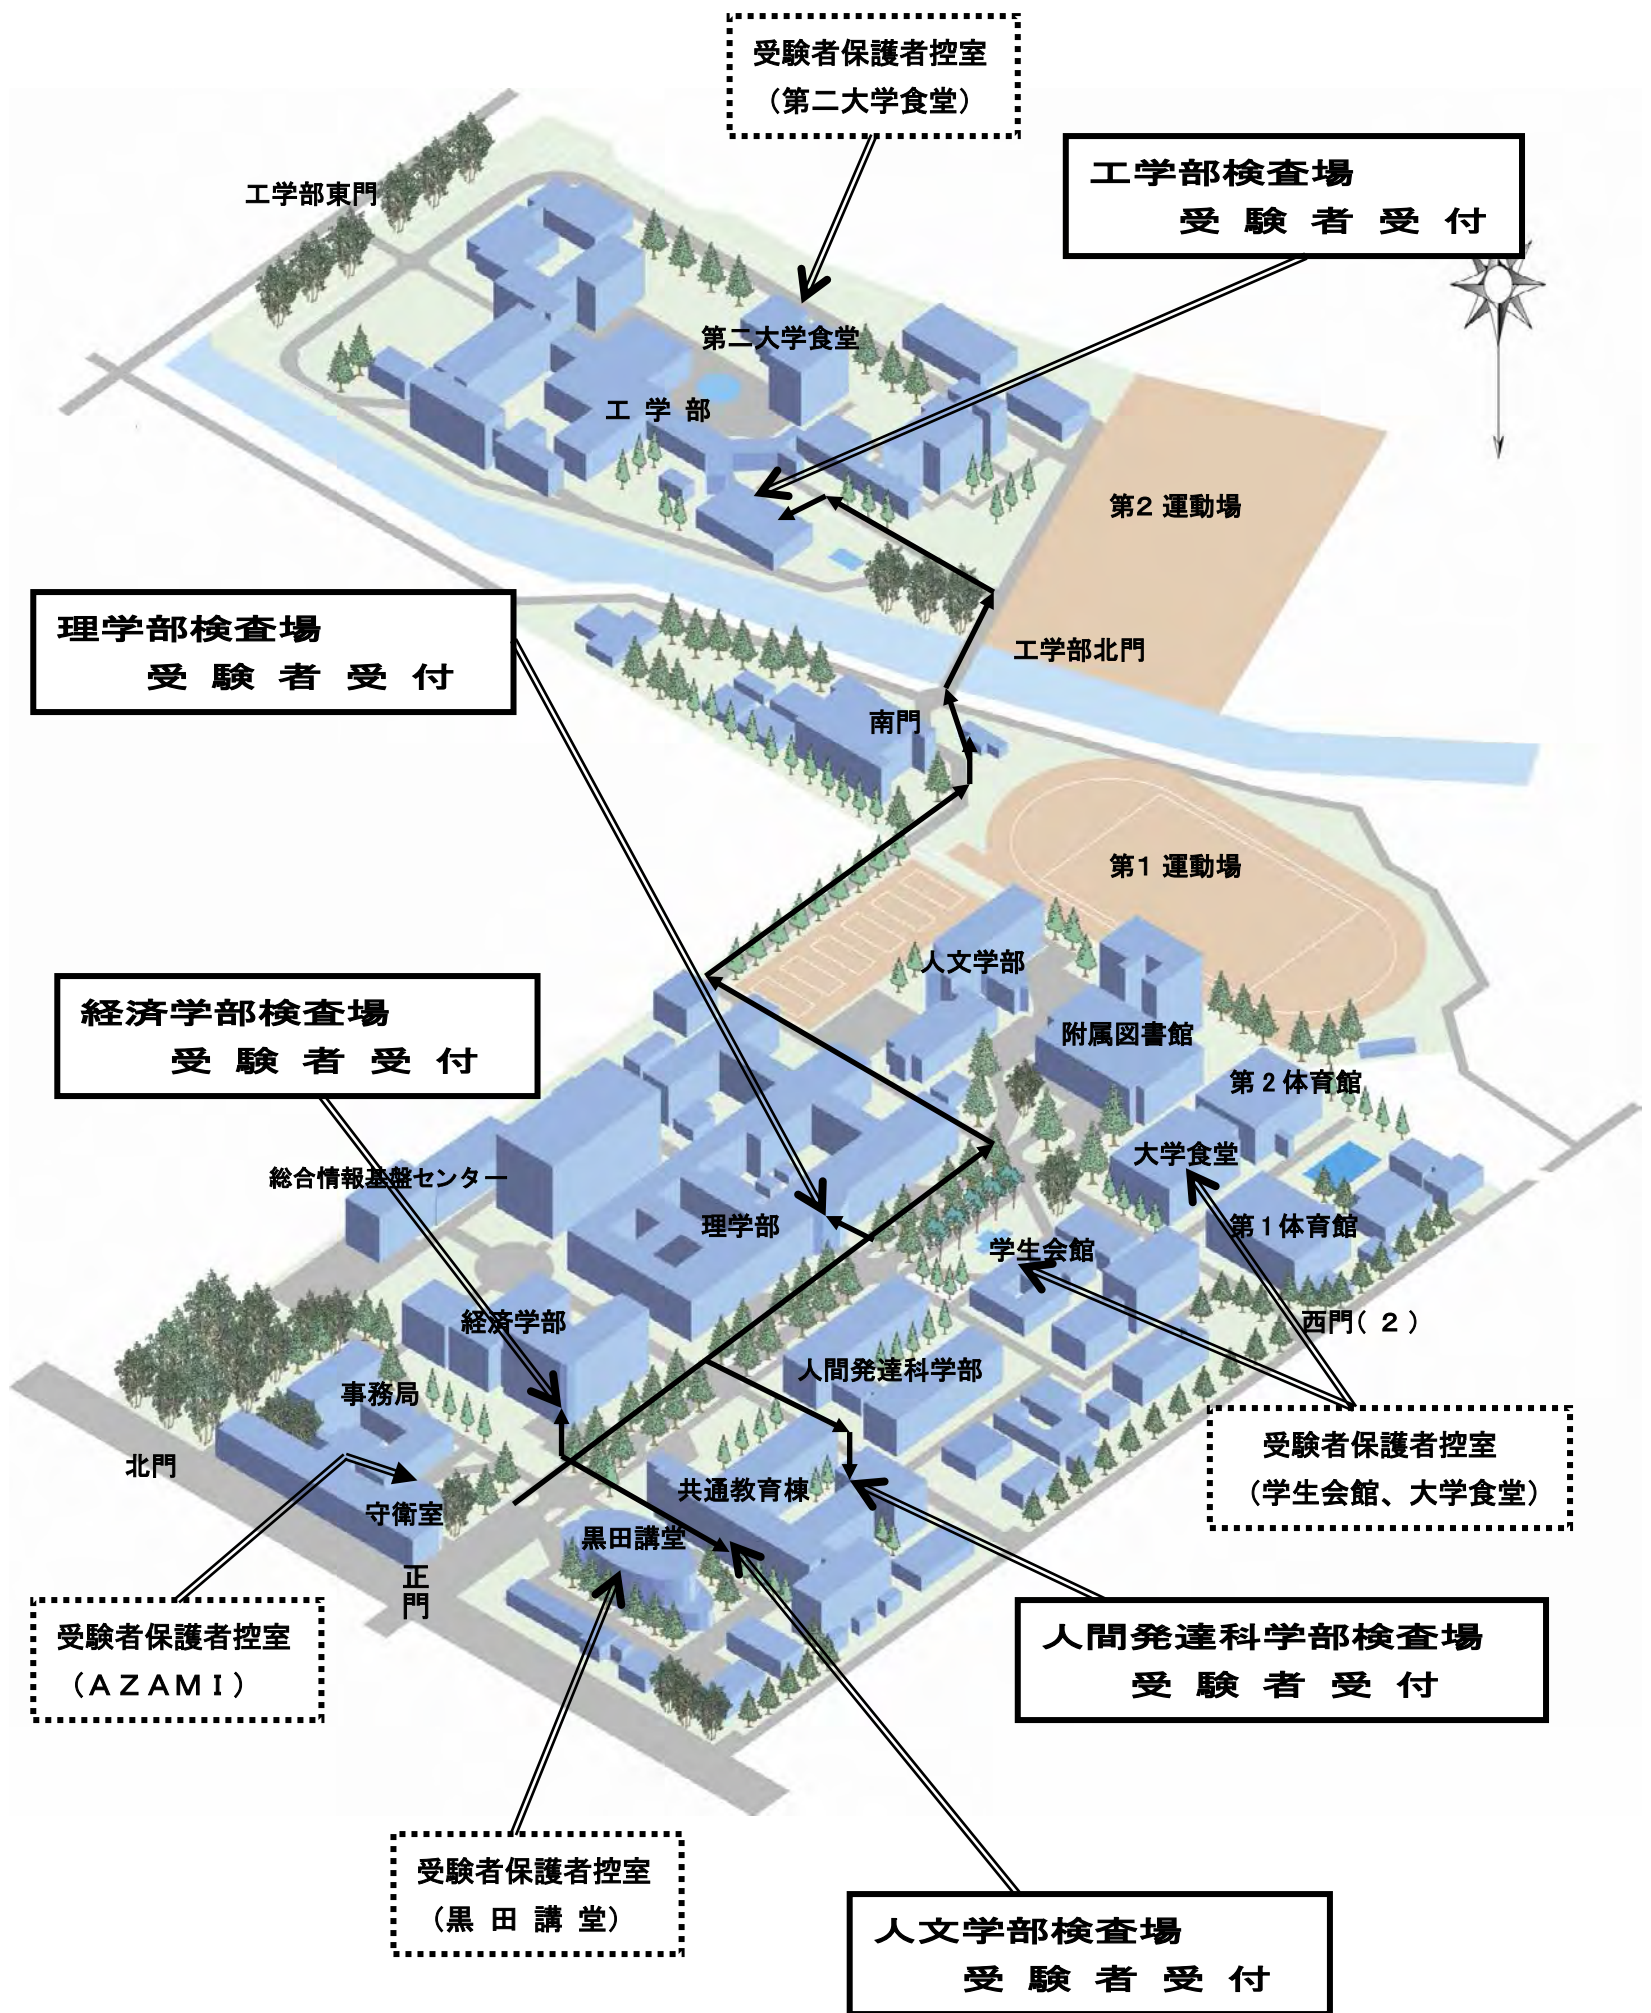 受験者保護者控室
（第二大学食堂）
工学部検査場
受験者受付
工学部東門
第二大学食堂
工学部
第2 運動場
理学部検査場
受験者受付
工学部北門
南門
第1 運動場
人文学部
経済学部検査場
受験者受付
附属図書館
第２体育館
大学食堂
総合情報基盤センター
理学部
第１体育館
学生会館
経済学部
西門（２）
人間発達科学部
事務局
受験者保護者控室
（学生会館、大学食堂）
北門
共通教育棟
守衛室
黒田講堂
正門
受験者保護者控室
（ＡＺＡＭＩ）
人間発達科学部検査場
受験者受付
受験者保護者控室
（黒田講堂）
人文学部検査場
受験者受付